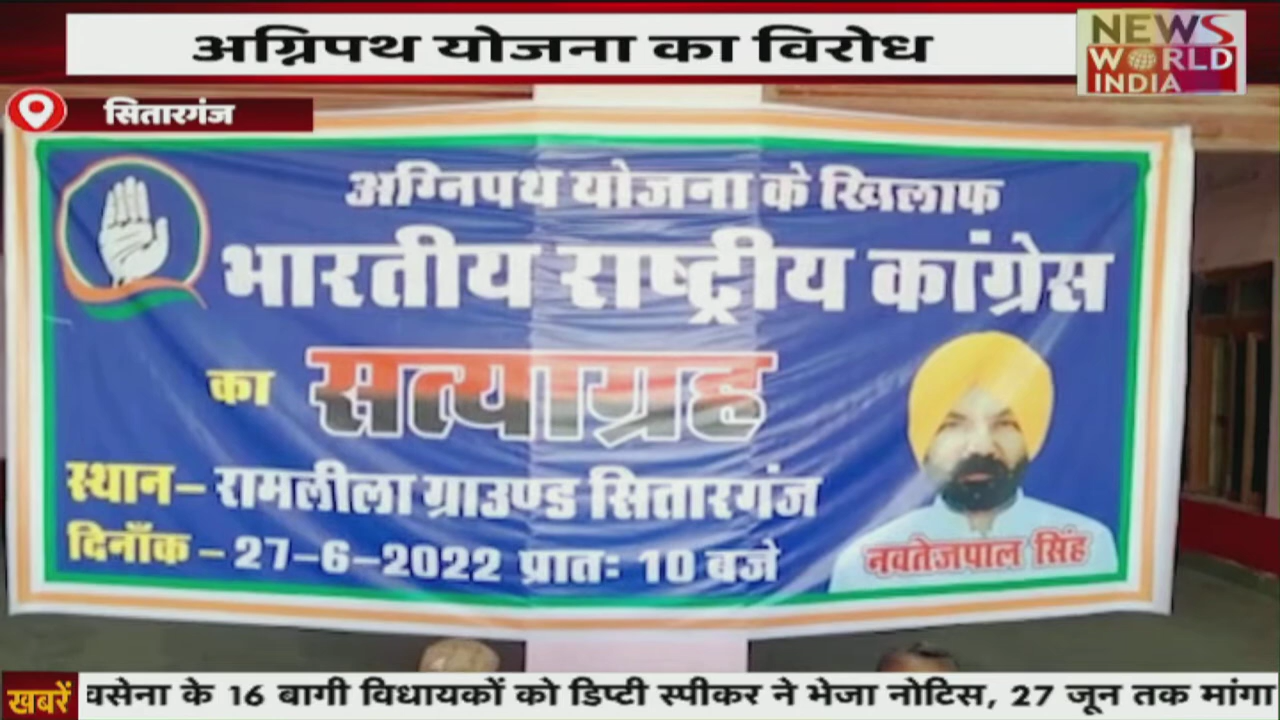 अग्निपथ योजना का विरोध
NEWS
WORLD
INDIA
सितारगंज
अग्निपथ योजना के खिलाफ
भारतीय राष्ट्रीय कांग्रेस
का सत्याग्रह
स्थान– रामलीला ग्राउण्ड सितारगंज
दिनाँक – 27–6–2022 प्रातः 10 बजे
नवतेजपाल सिंह
खबरें वसेना के 16 बागी विधायकों को डिप्टी स्पीकर ने भेजा नोटिस, 27 जून तक मांगा